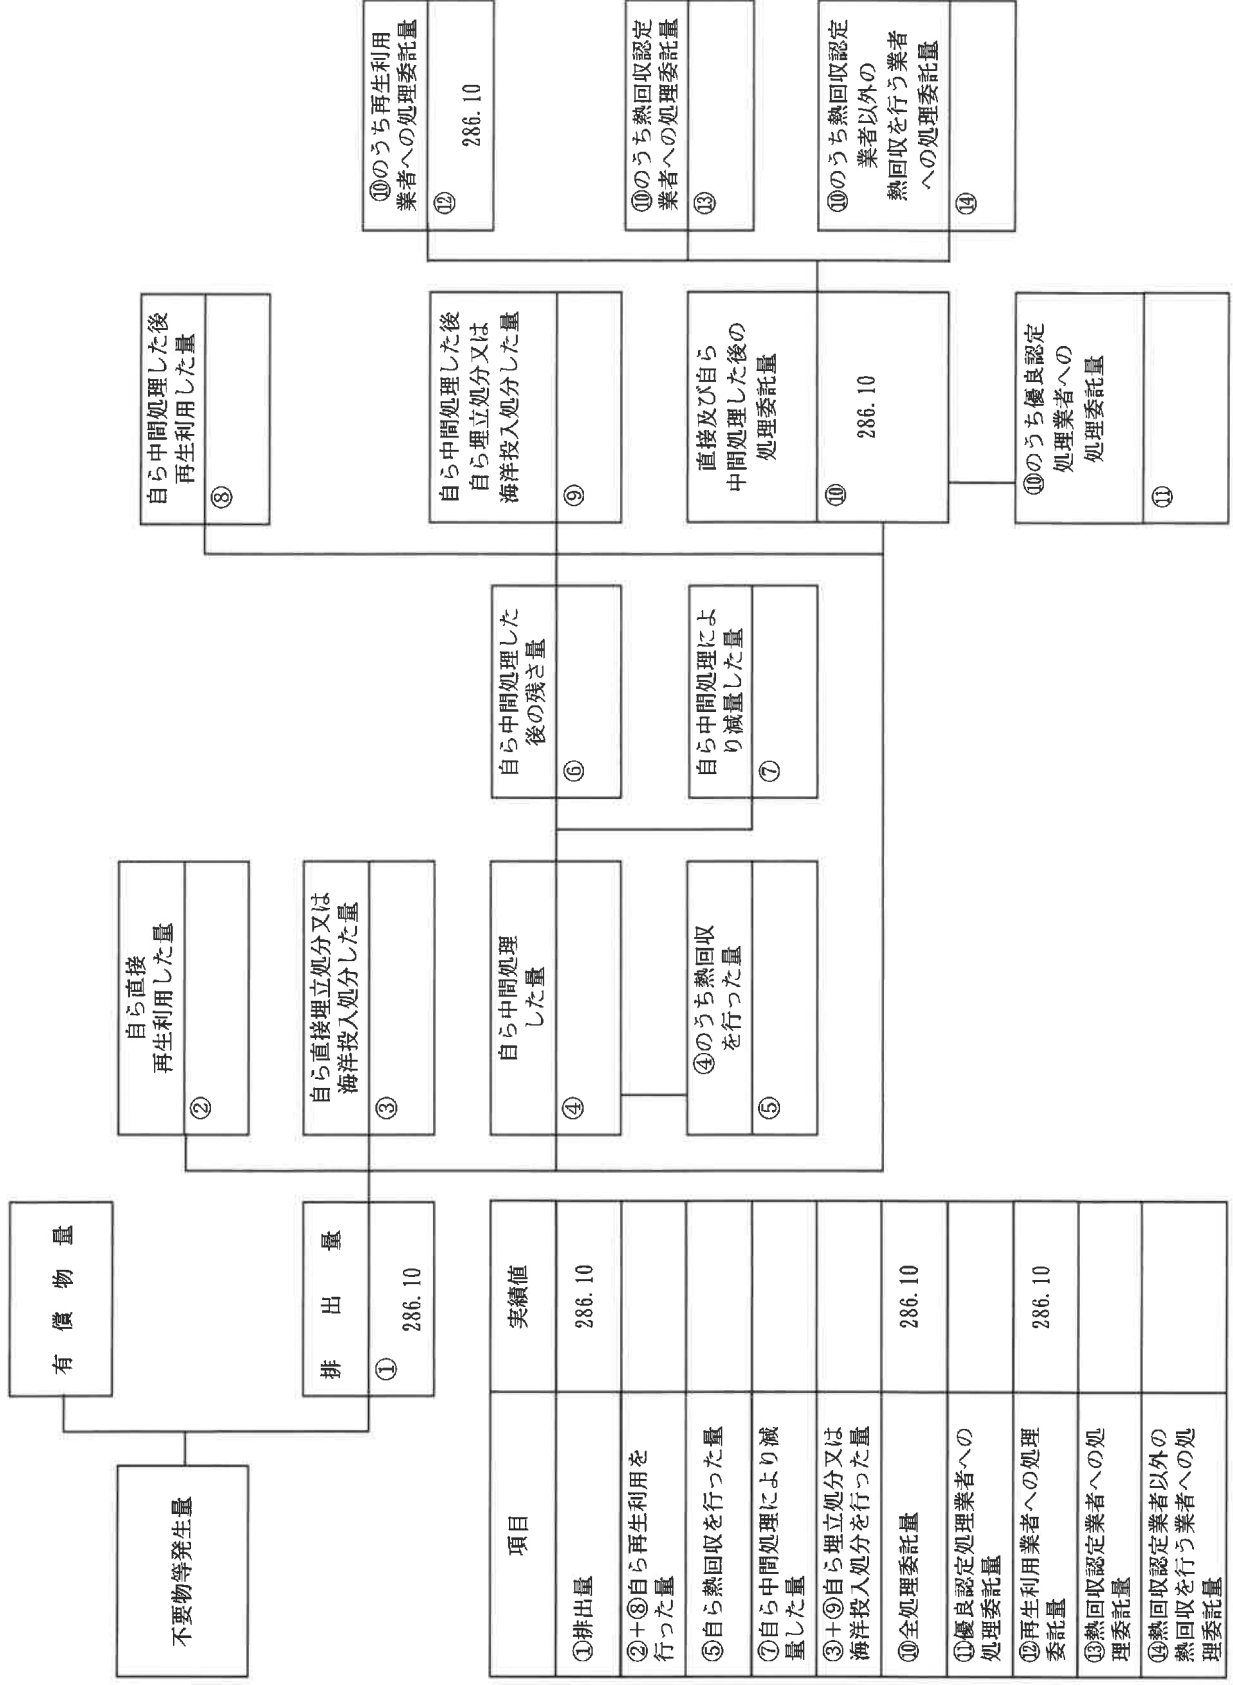 不要物等発生量
有償物量
排出量
①
286.10
自ら直接
再生利用した量
②
自ら直接埋立処分又は
海洋投入処分した量
③
自ら中間処理
した量
④
④のうち熱回収
を行った量
⑤
自ら中間処理した
後の残さ量
⑥
自ら中間処理によ
り減量した量
⑦
自ら中間処理した後
再生利用した量
⑧
自ら中間処理した後
自ら埋立処分又は
海洋投入処分した量
⑨
直接及び自ら
中間処理した後の
処理委託量
⑩
286.10
⑩のうち優良認定
処理業者への
処理委託量
⑪
⑩のうち再生利用
業者への処理委託量
⑫
286.10
⑩のうち熱回収認定
業者への処理委託量
⑬
⑩のうち熱回収認定
業者以外の
熱回収を行う業者
への処理委託量
⑭
項目
実績値
①排出量
286.10
②+⑧自ら再生利用を
行った量
⑤自ら熱回収を行った量
⑦自ら中間処理により減
量した量
③+⑨自ら埋立処分又は
海洋投入処分を行った量
⑩全処理委託量
286.10
⑪優良認定処理業者への
処理委託量
⑫再生利用業者への処理
委託量
286.10
⑬熱回収認定業者への処
理委託量
⑭熱回収認定業者以外の
熱回収を行う業者への処
理委託量